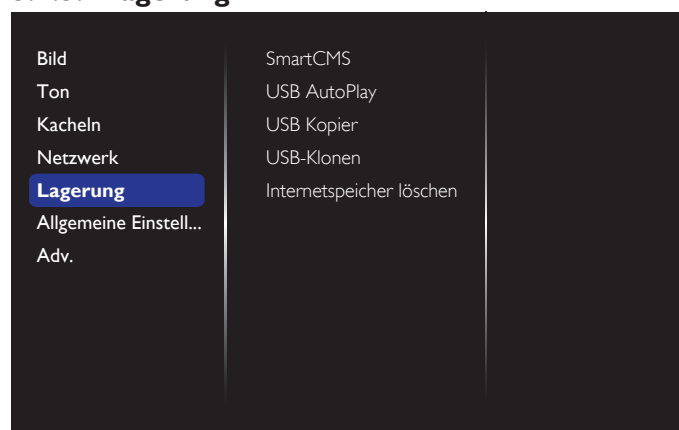 Bild
Ton
Kacheln
Netzwerk
Lagerung
Allgemeine Einstell...
Adv.
SmartCMS
USB AutoPlay
USB Kopier
USB-Klonen
Internetspeicher löschen